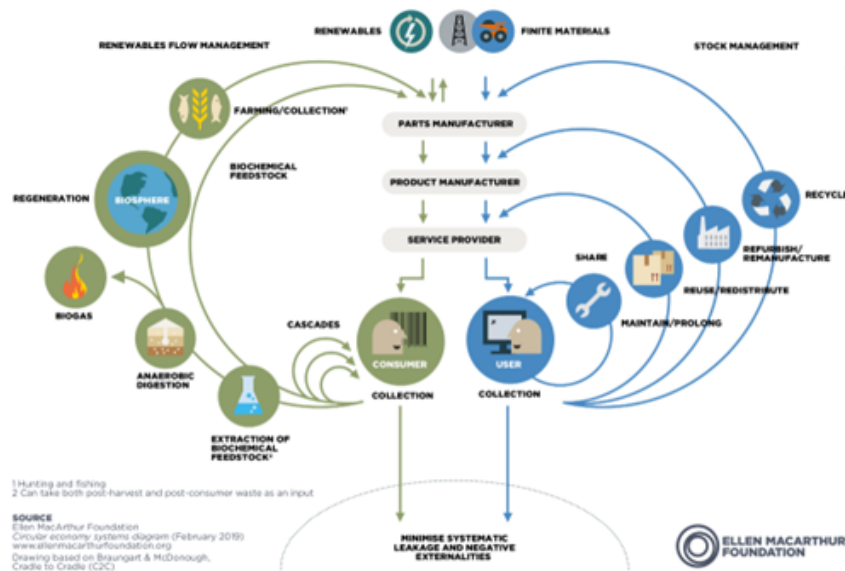 RENEWABLES
FINITE MATERIALS
RENEWABLES FLOW MANAGEMENT
STOCK MANAGEMENT
FARMING/COLLECTION¹
PARTS MANUFACTURER
BIOCHEMICAL
FEEDSTOCK
PRODUCT MANUFACTURER
REGENERATION
BIOSPHERE
RECYCLE
SERVICE PROVIDER
REFURBISH/
REMANUFACTURE
SHARE
REUSE/REDISTRIBUTE
BIOGAS
CASCADES
MAINTAIN/PROLONG
CONSUMER
USER
ANAEROBIC
DIGESTION
COLLECTION
COLLECTION
EXTRACTION OF
BIOCHEMICAL
FEEDSTOCK²
1 Hunting and fishing
2 Can take both post-harvest and post-consumer waste as an input
SOURCE
Ellen MacArthur Foundation
Circular economy systems diagram (February 2019)
www.ellenmacarthurfoundation.org
Drawing based on Braungart & McDonough,
Cradle to Cradle (C2C)
MINIMISE SYSTEMATIC
LEAKAGE AND NEGATIVE
EXTERNALITIES
ELLEN MACARTHUR
FOUNDATION